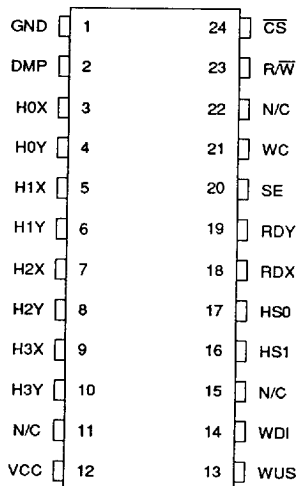 GND 1 24 C̅S̅
DMP 2 23 R/W̅
H0X 3 22 N/C
H0Y 4 21 WC
H1X 5 20 SE
H1Y 6 19 RDY
H2X 7 18 RDX
H2Y 8 17 HS0
H3X 9 16 HS1
H3Y 10 15 N/C
N/C 11 14 WDI
VCC 12 13 WUS